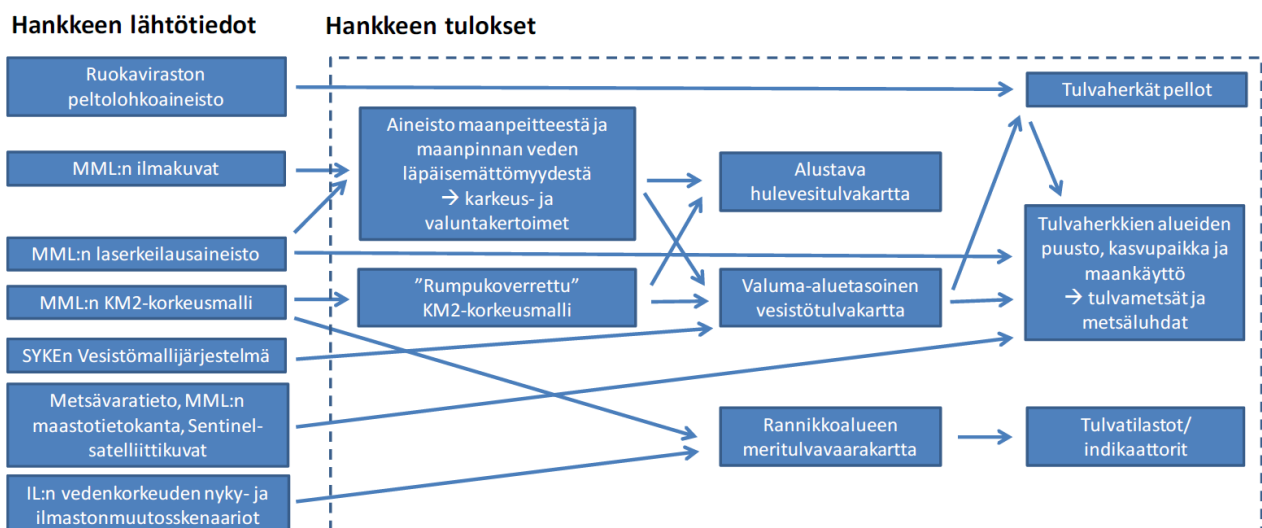 Hankkeen lähtötiedot
Hankkeen tulokset
Ruokaviraston
peltolohkoaineisto
MML:n ilmakuvat
MML:n laserkeilausaineisto
MML:n KM2-korkeusmalli
SYKEn Vesistömallijärjestelmä
Metsävaratieto, MML:n
maastotietokanta, Sentinel-
satelliittikuvat
IL:n vedenkorkeuden nyky- ja
ilmastonmuutosskenaariot
Aineisto maanpeitteestä ja
maanpinnan veden
läpäisemättömyydestä
→ karkeus- ja
valuntakertoimet
”Rumpukoverrettu”
KM2-korkeusmalli
Alustava
hulevesitulvakartta
Valuma-aluetasoinen
vesistötulvakartta
Rannikkoalueen
meritulvavaarakartta
Tulvaherkät pellot
Tulvaherkkien alueiden
puusto, kasvupaikka ja
maankäyttö
→ tulvametsät ja
metsäluhdat
Tulvatilastot/
indikaattorit